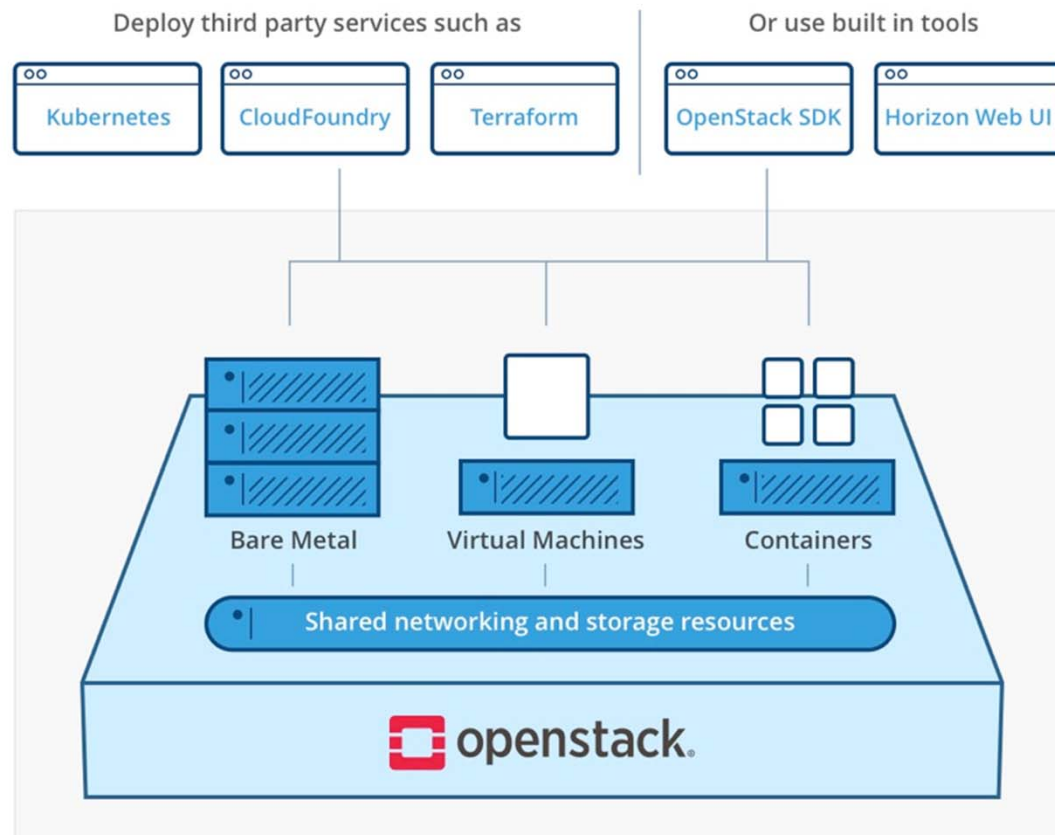 Deploy third party services such as
Or use built in tools
Kubernetes
CloudFoundry
Terraform
OpenStack SDK
Horizon Web UI
Bare Metal
Virtual Machines
Containers
Shared networking and storage resources
openstack.